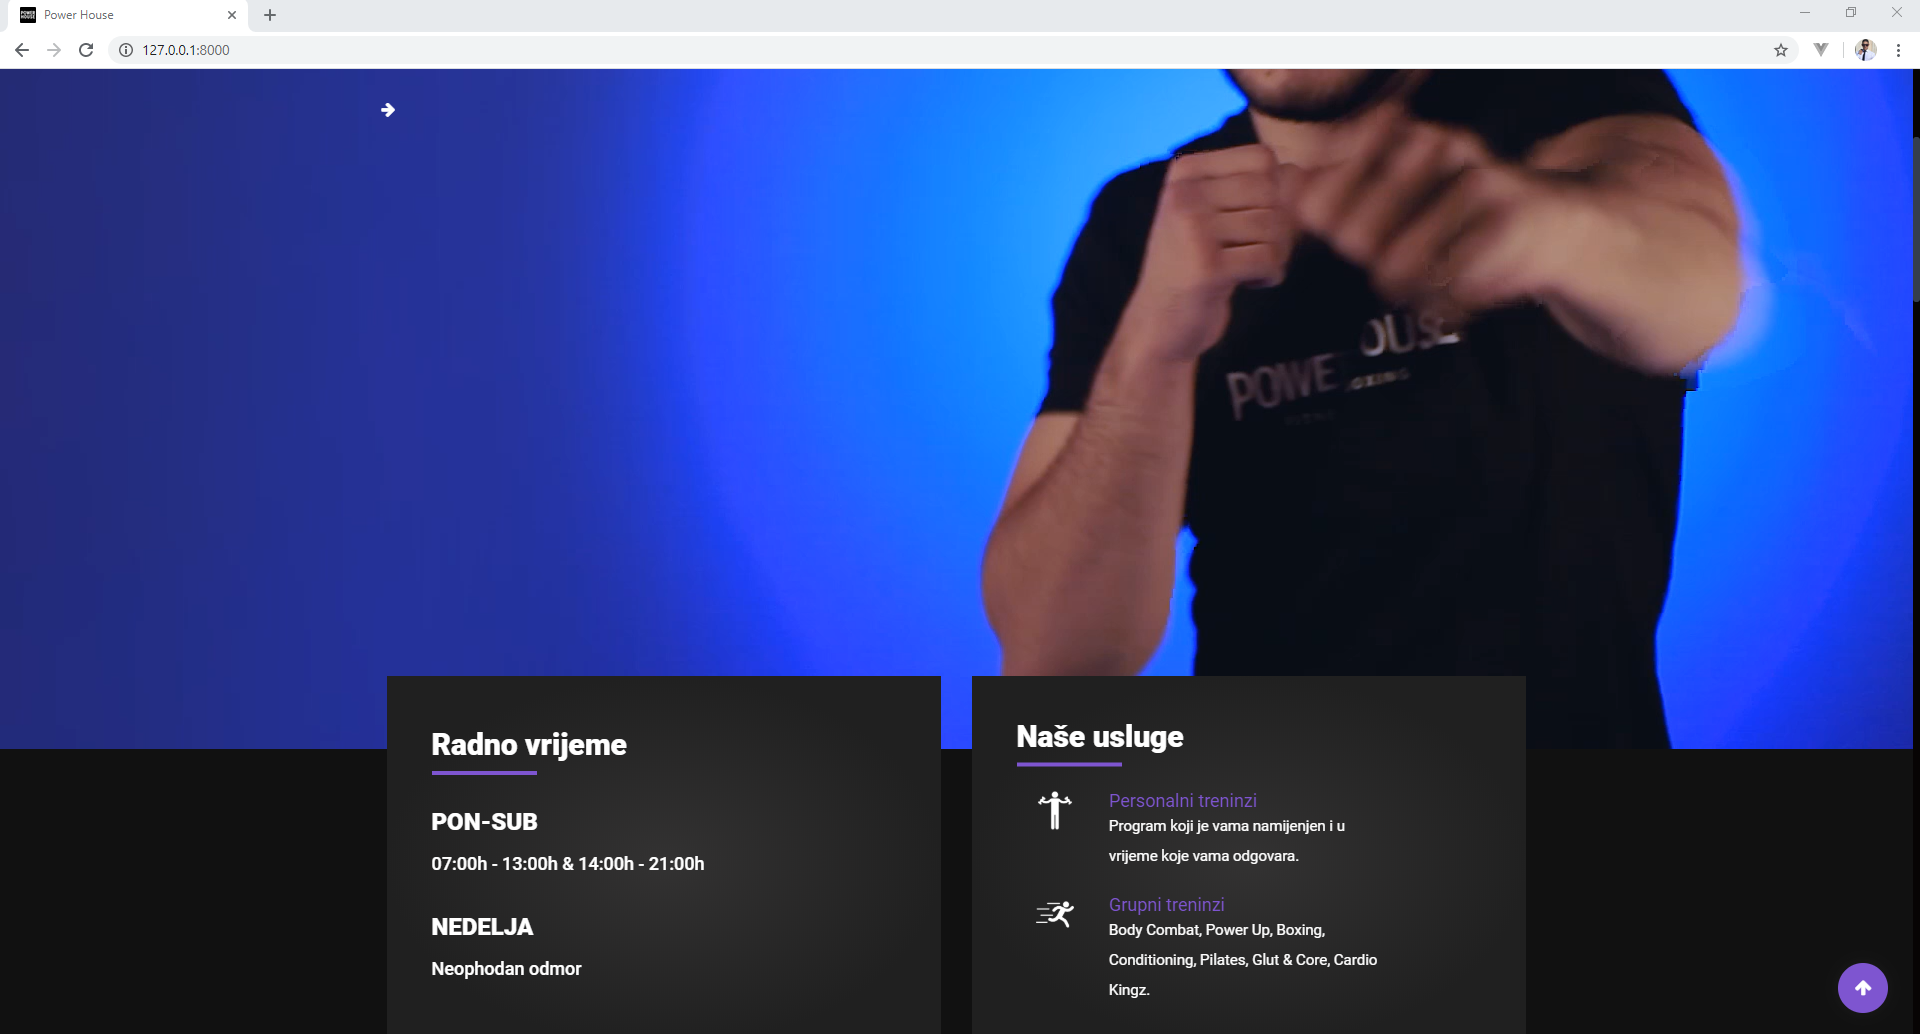 Power House
127.0.0.1:8000
POWE OUSE
Radno vrijeme
PON-SUB
07:00h - 13:00h & 14:00h - 21:00h
NEDELJA
Neophodan odmor
Naše usluge
Personalni treninzi
Program koji je vama namijenjen i u
vrijeme koje vama odgovara.
Grupni treninzi
Body Combat, Power Up, Boxing,
Conditioning, Pilates, Glut & Core, Cardio
Kingz.